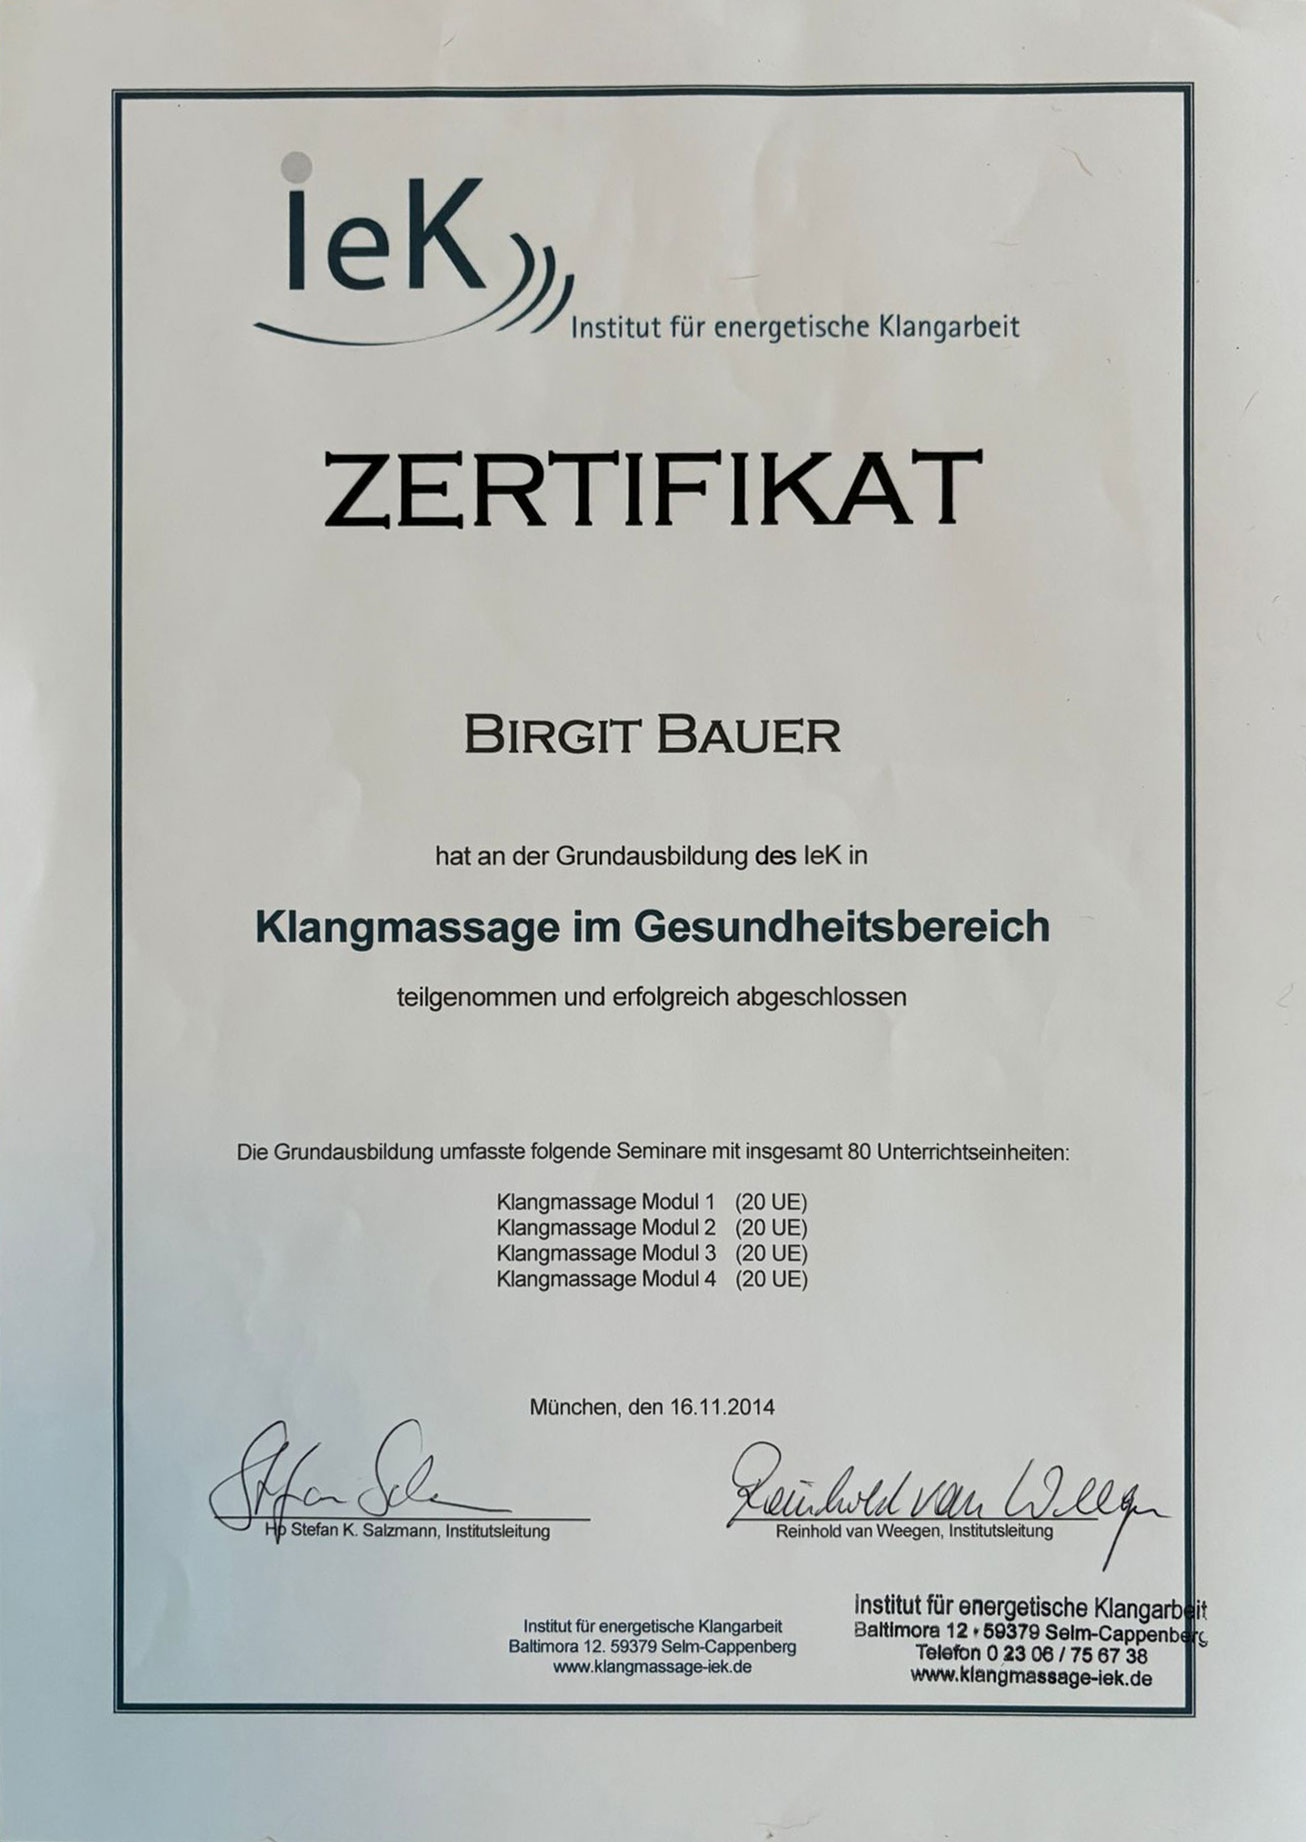 ieK
Institut für energetische Klangarbeit
ZERTIFIKAT
BIRGIT BAUER
hat an der Grundausbildung des IeK in
Klangmassage im Gesundheitsbereich
teilgenommen und erfolgreich abgeschlossen
Die Grundausbildung umfasste folgende Seminare mit insgesamt 80 Unterrichtseinheiten:
Klangmassage Modul 1 (20 UE)
Klangmassage Modul 2 (20 UE)
Klangmassage Modul 3 (20 UE)
Klangmassage Modul 4 (20 UE)
München, den 16.11.2014
Reinhold van Weegen
Hp Stefan K. Salzmann, Institutsleitung
Reinhold van Weegen, Institutsleitung
Institut für energetische Klangarbeit
Baltimora 12. 59379 Selm-Cappenberg
www.klangmassage-iek.de
Institut für energetische Klangarbeit
Baltimora 12 · 59379 Selm-Cappenberg
Telefon 0 23 06 / 75 67 38
www.klangmassage-iek.de